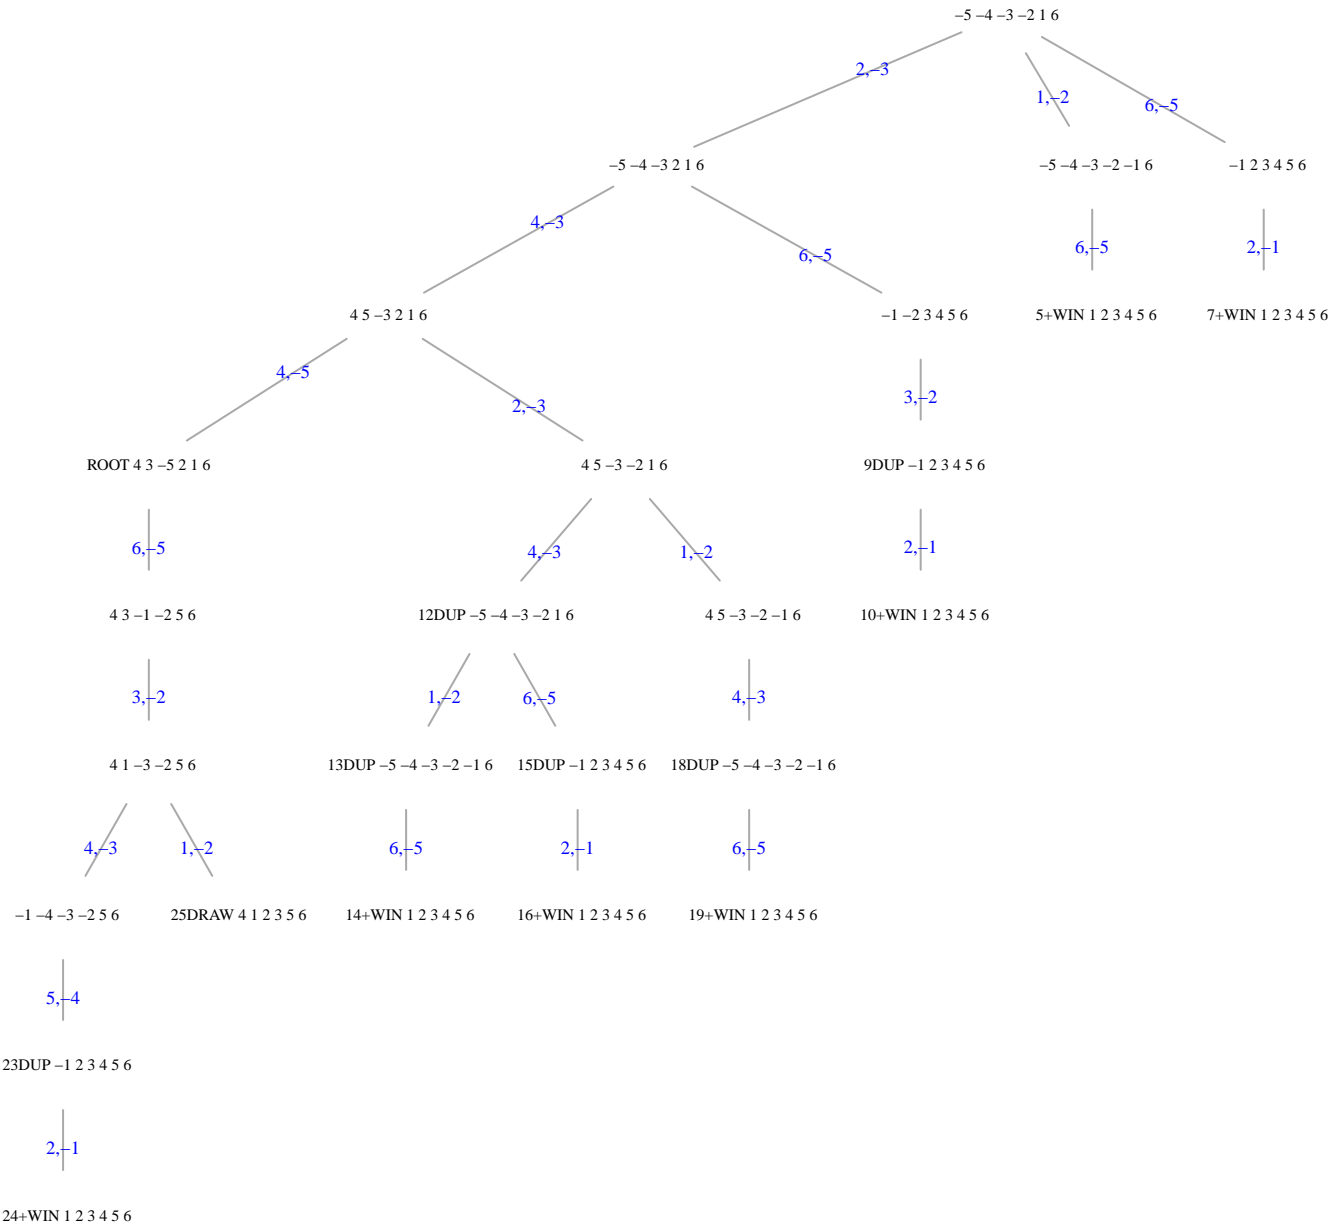 –5 –4 –3 –2 1 6
2,–3
1,–2
6,–5
–5 –4 –3 2 1 6
–5 –4 –3 –2 –1 6
–1 2 3 4 5 6
4,–3
6,–5
6,–5
2,–1
4 5 –3 2 1 6
–1 –2 3 4 5 6
5+WIN 1 2 3 4 5 6
7+WIN 1 2 3 4 5 6
4,–5
2,–3
3,–2
ROOT 4 3 –5 2 1 6
4 5 –3 –2 1 6
9DUP –1 2 3 4 5 6
6,–5
4,–3
1,–2
2,–1
4 3 –1 –2 5 6
12DUP –5 –4 –3 –2 1 6
4 5 –3 –2 –1 6
10+WIN 1 2 3 4 5 6
3,–2
1,–2
6,–5
4,–3
4 1 –3 –2 5 6
13DUP –5 –4 –3 –2 –1 6
15DUP –1 2 3 4 5 6
18DUP –5 –4 –3 –2 –1 6
4,–3
1,–2
6,–5
2,–1
6,–5
–1 –4 –3 –2 5 6
25DRAW 4 1 2 3 5 6
14+WIN 1 2 3 4 5 6
16+WIN 1 2 3 4 5 6
19+WIN 1 2 3 4 5 6
5,–4
23DUP –1 2 3 4 5 6
2,–1
24+WIN 1 2 3 4 5 6